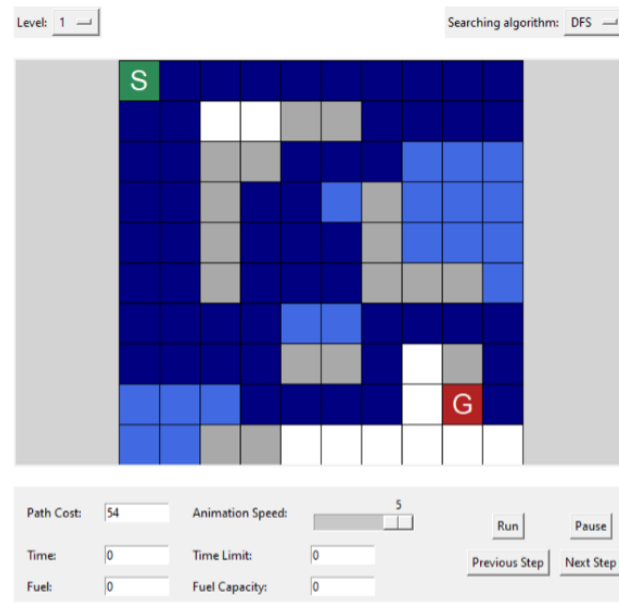 Level: 1 Searching algorithm: DFS
S
G
Path Cost: 54 Animation Speed: 5
Run Pause
Time: 0 Time Limit: 0
Previous Step Next Step
Fuel: 0 Fuel Capacity: 0